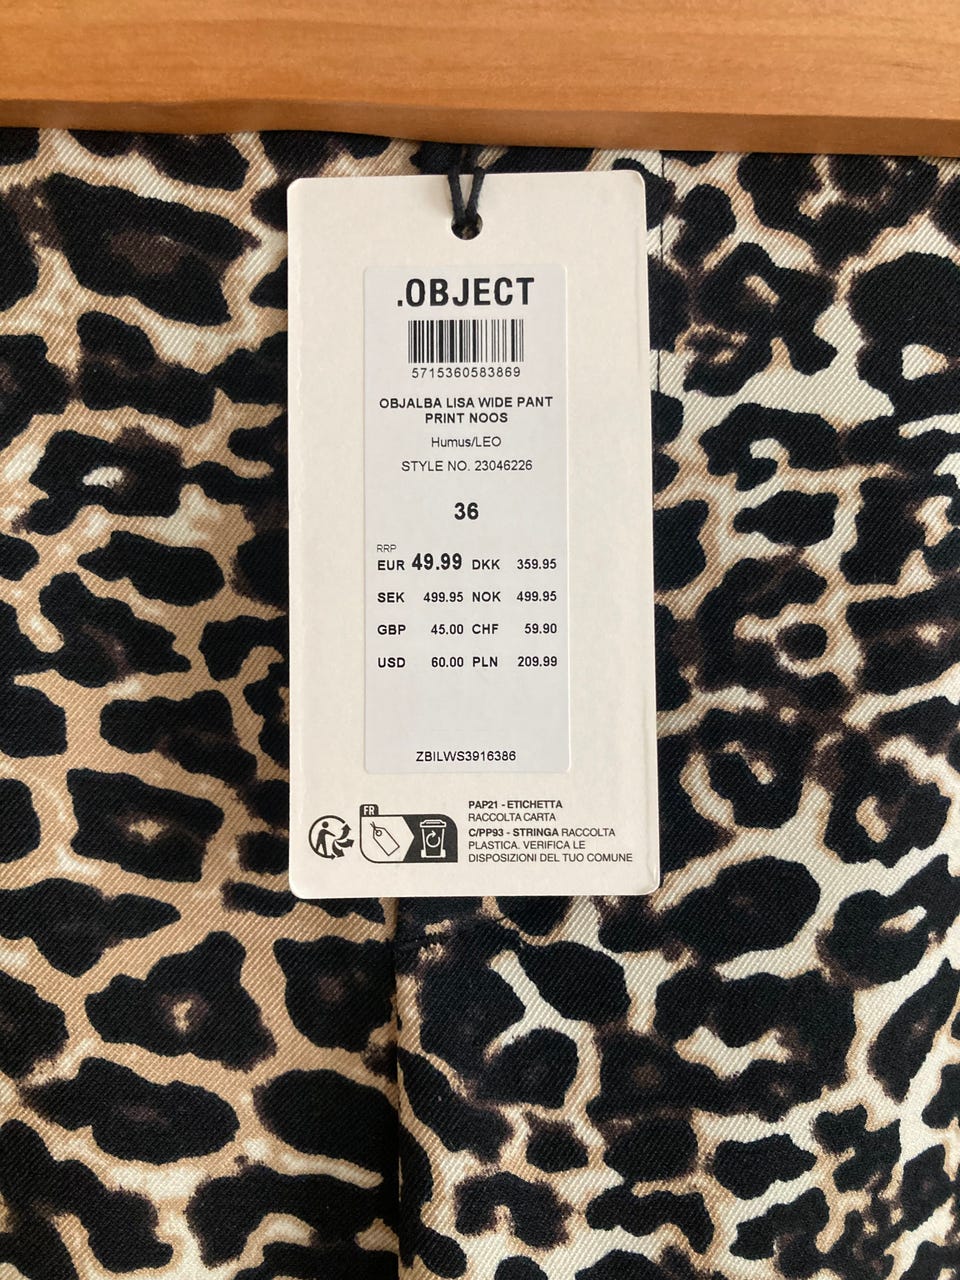 .OBJECT
5715360583869
OBJALBA LISA WIDE PANT
PRINT NOOS
Humus/LEO
STYLE NO. 23046226
36
RRP
EUR 49.99 DKK 359.95
SEK 499.95 NOK 499.95
GBP 45.00 CHF 59.90
USD 60.00 PLN 209.99
ZBILWS3916386
FR
PAP21 - ETICHETTA
RACCOLTA CARTA
C/PP93 - STRINGA RACCOLTA
PLASTICA. VERIFICA LE
DISPOSIZIONI DEL TUO COMUNE